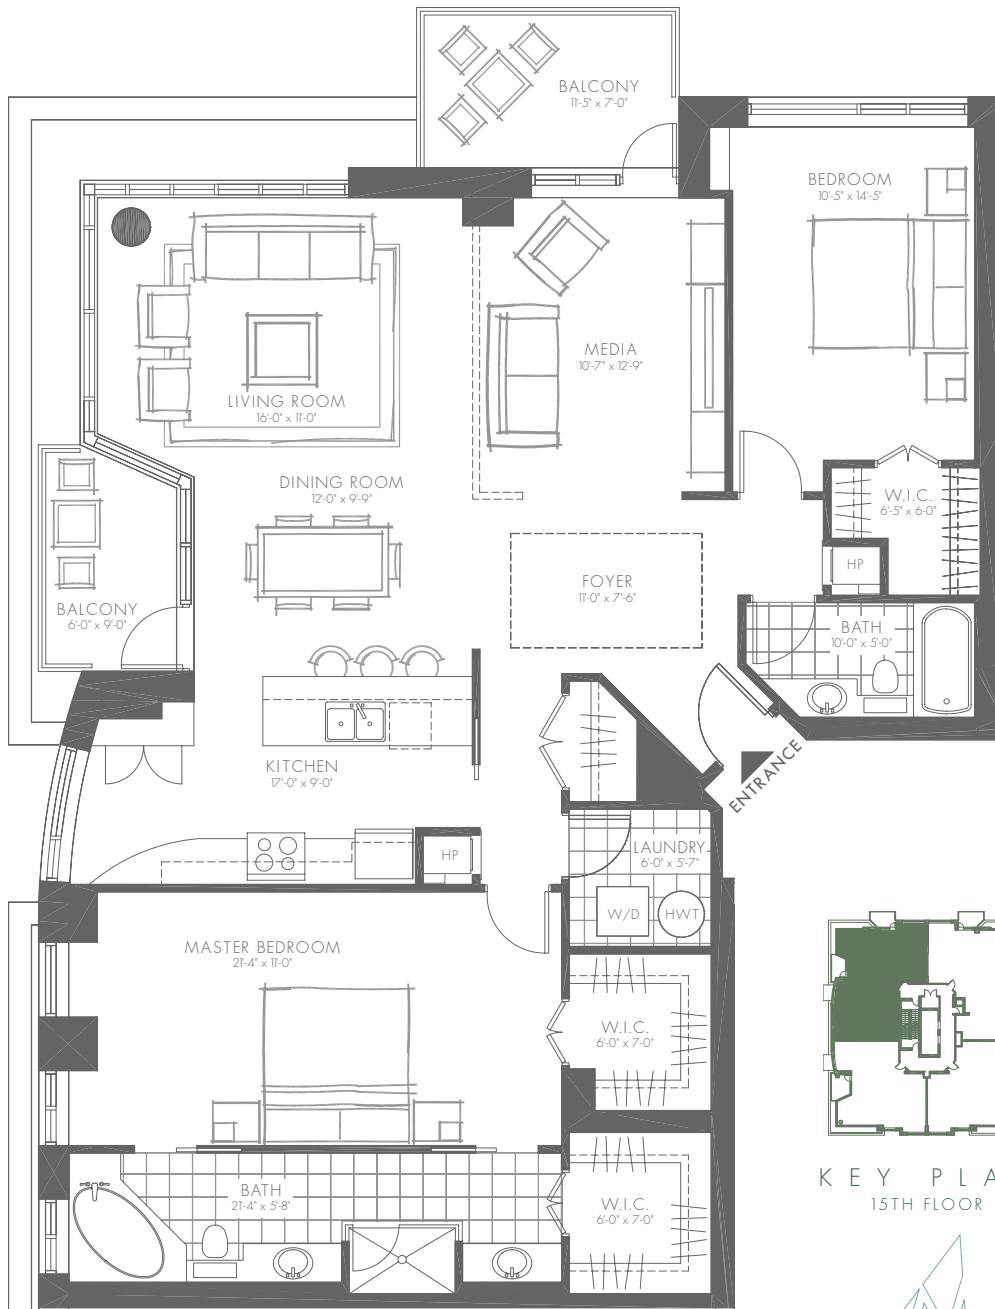 BALCONY
11'-5" x 7'-0"
BEDROOM
10'-5" x 14'-5"
MEDIA
10'-7" x 12'-9"
LIVING ROOM
16'-0" x 11'-0"
DINING ROOM
12'-0" x 9'-9"
W.I.C.
6'-5" x 6'-0"
HP
FOYER
11'-0" x 7'-6"
BALCONY
6'-0" x 9'-0"
BATH
10'-0" x 5'-0"
ENTRANCE
KITCHEN
17'-0" x 9'-0"
HP
LAUNDRY
6'-0" x 5'-7"
W/D
HWT
MASTER BEDROOM
21'-4" x 11'-0"
W.I.C.
6'-0" x 7'-0"
BATH
21'-4" x 5'-8"
W.I.C.
6'-0" x 7'-0"
KEY PLA
15TH FLOOR